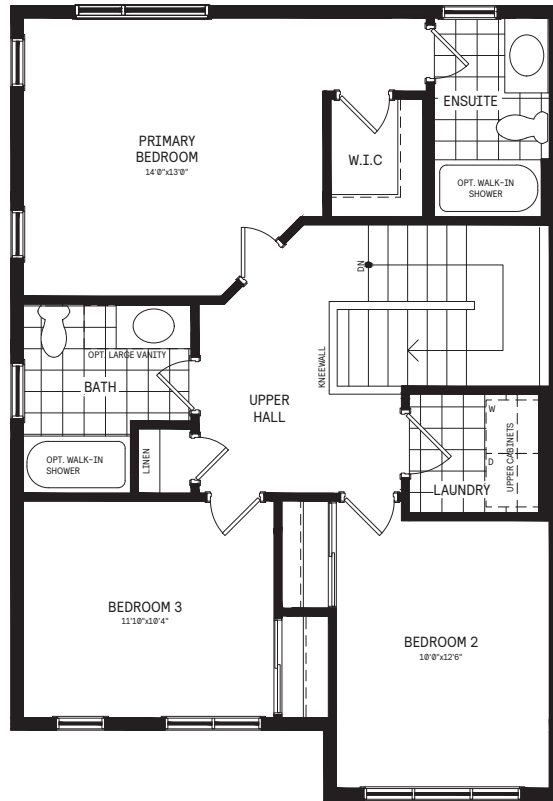 ENSUITE
PRIMARY
BEDROOM
14'0"x13'0"
W.I.C
OPT. WALK-IN
SHOWER
DN
KNEEWALL
OPT. LARGE VANITY
BATH
UPPER
HALL
W
D
UPPER CABINETS
LAUNDRY
LINEN
OPT. WALK-IN
SHOWER
BEDROOM 3
11'10"x10'4"
BEDROOM 2
10'0"x12'6"